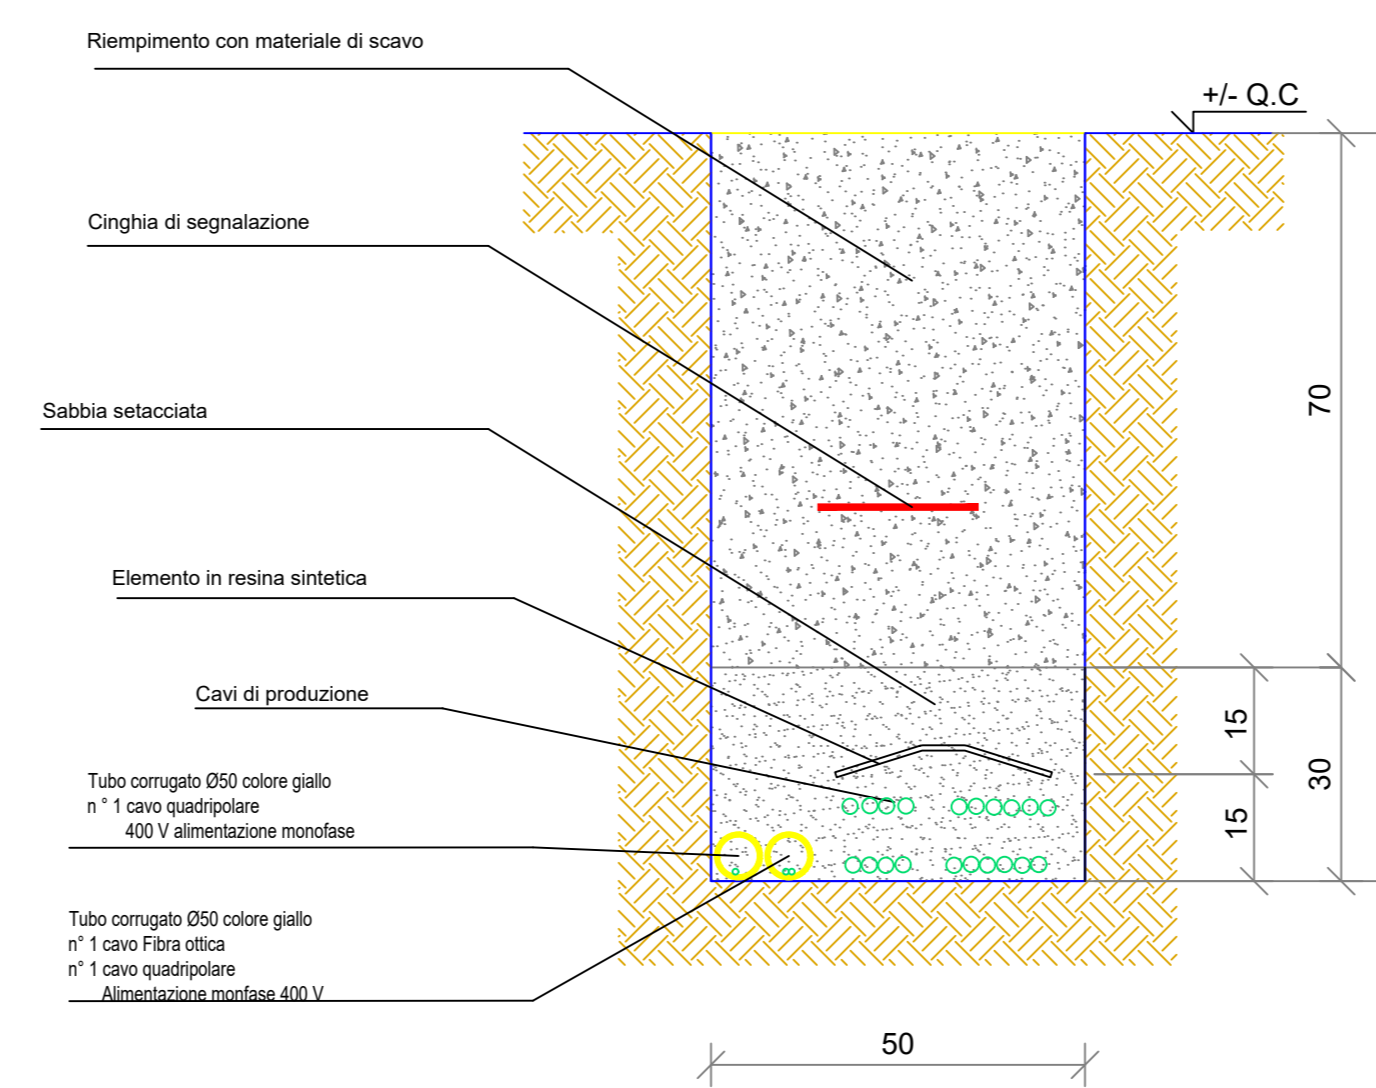 Riempimento con materiale di scavo
+/- Q.C
Cinghia di segnalazione
70
Sabbia setacciata
Elemento in resina sintetica
Cavi di produzione
15
30
15
Tubo corrugato Ø50 colore giallo
n ° 1 cavo quadripolare
400 V alimentazione monofase
Tubo corrugato Ø50 colore giallo
n° 1 cavo Fibra ottica
n° 1 cavo quadripolare
Alimentazione monfase 400 V
50